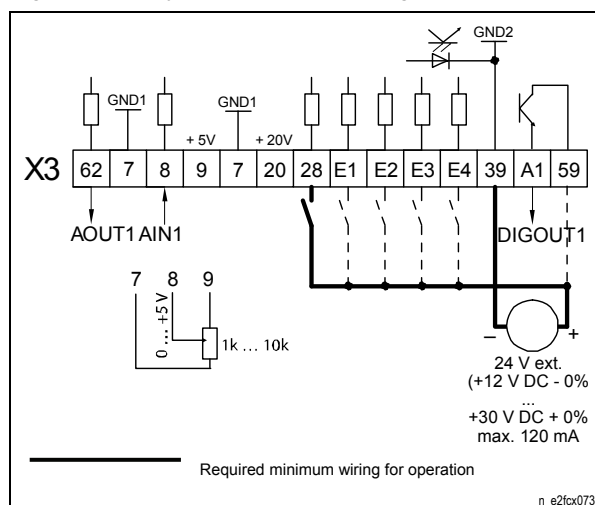 GND2
GND1
GND1
+ 5V
+ 20V
X3 62 7 8 9 7 20 28 E1 E2 E3 E4 39 A1 59
AOUT1 AIN1 DIGOUT1
7 8 9
0 ... +5 V
1k ... 10k
– +
24 V ext.
(+12 V DC - 0%
...
+30 V DC + 0%
max. 120 mA
Required minimum wiring for operation
n_e2fcx073